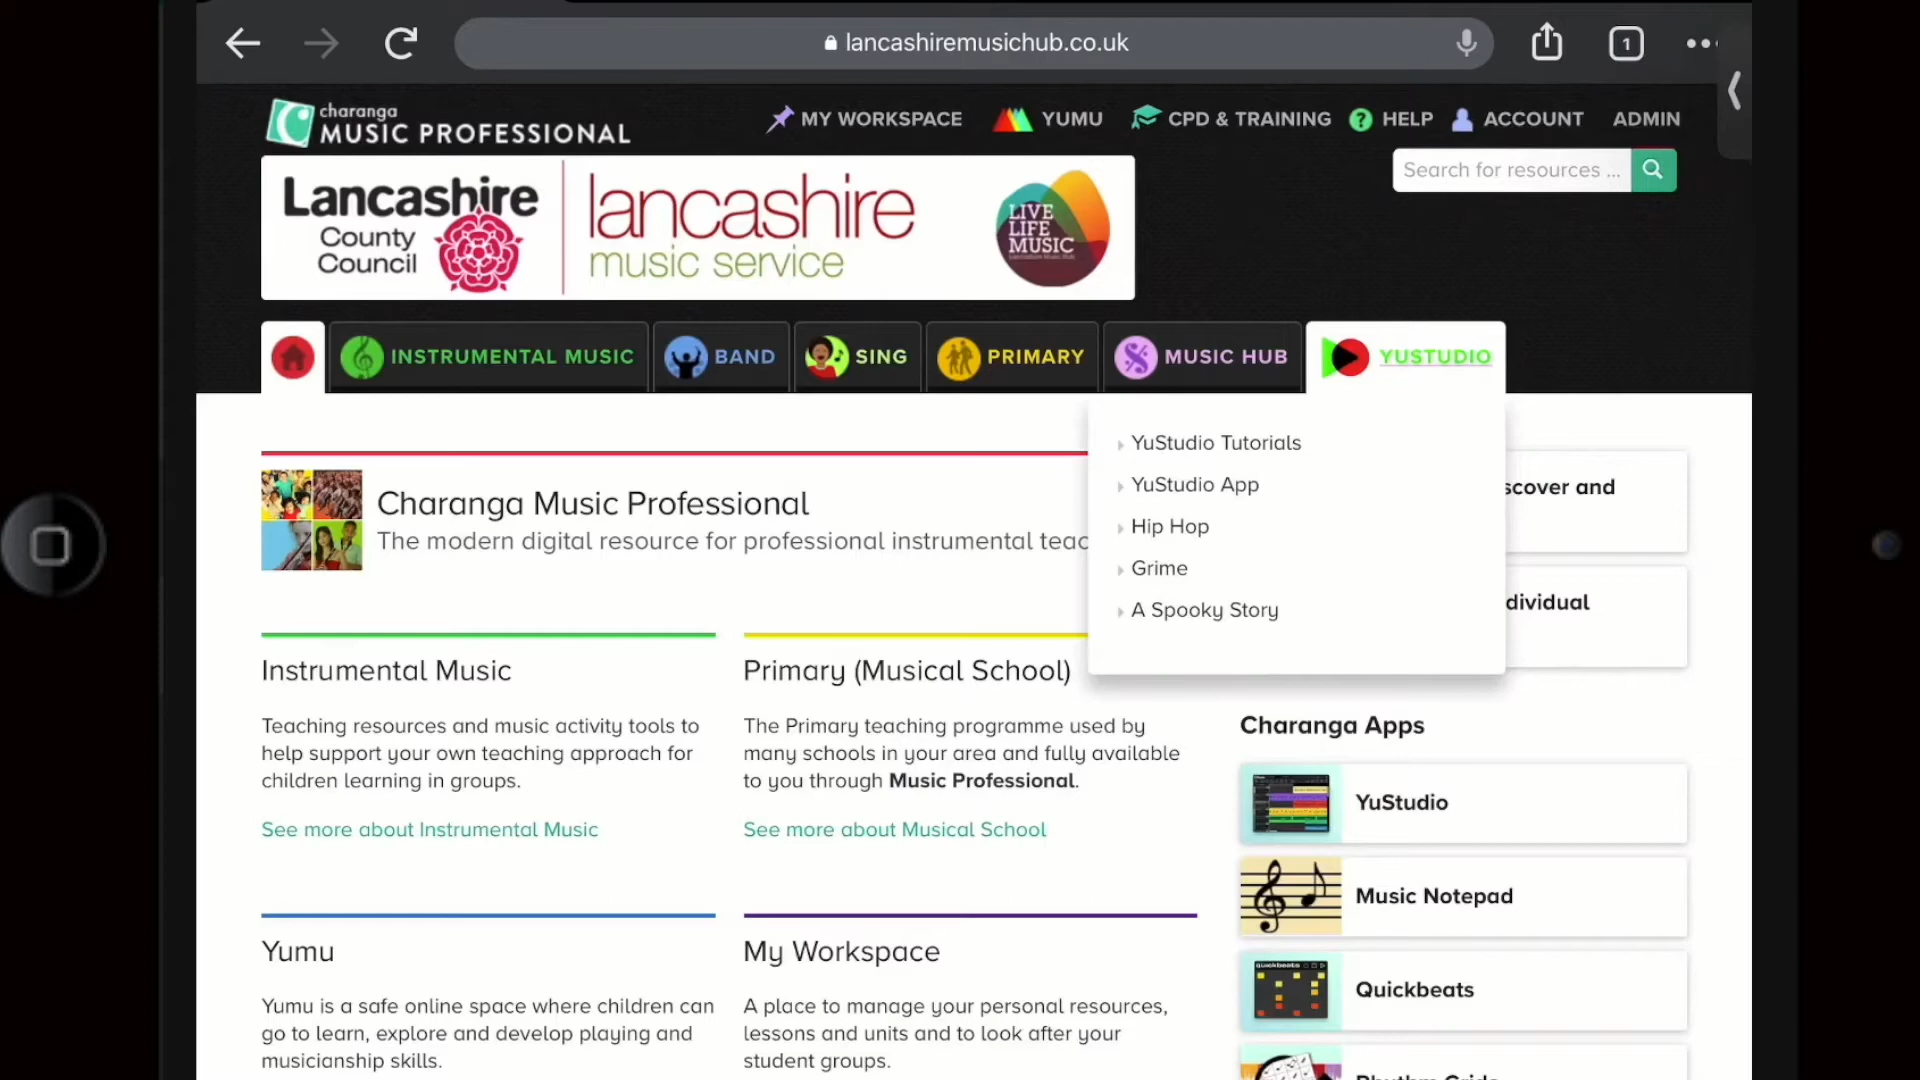 lancashiremusichub.co.uk
1
charanga
MUSIC PROFESSIONAL
MY WORKSPACE
YUMU
CPD & TRAINING
HELP
ACCOUNT
ADMIN
Search for resources ...
Lancashire
County
Council
lancashire
music service
LIVE
LIFE
MUSIC
INSTRUMENTAL MUSIC
BAND
SING
PRIMARY
MUSIC HUB
YUSTUDIO
YuStudio Tutorials
YuStudio App
Hip Hop
Grime
A Spooky Story
scover and
dividual
Charanga Music Professional
The modern digital resource for professional instrumental teac
Instrumental Music
Teaching resources and music activity tools to
help support your own teaching approach for
children learning in groups.
See more about Instrumental Music
Primary (Musical School)
The Primary teaching programme used by
many schools in your area and fully available
to you through Music Professional.
See more about Musical School
Yumu
Yumu is a safe online space where children can
go to learn, explore and develop playing and
musicianship skills.
My Workspace
A place to manage your personal resources,
lessons and units and to look after your
student groups.
Charanga Apps
YuStudio
Music Notepad
quickbeats
Quickbeats
Rhythm Grids